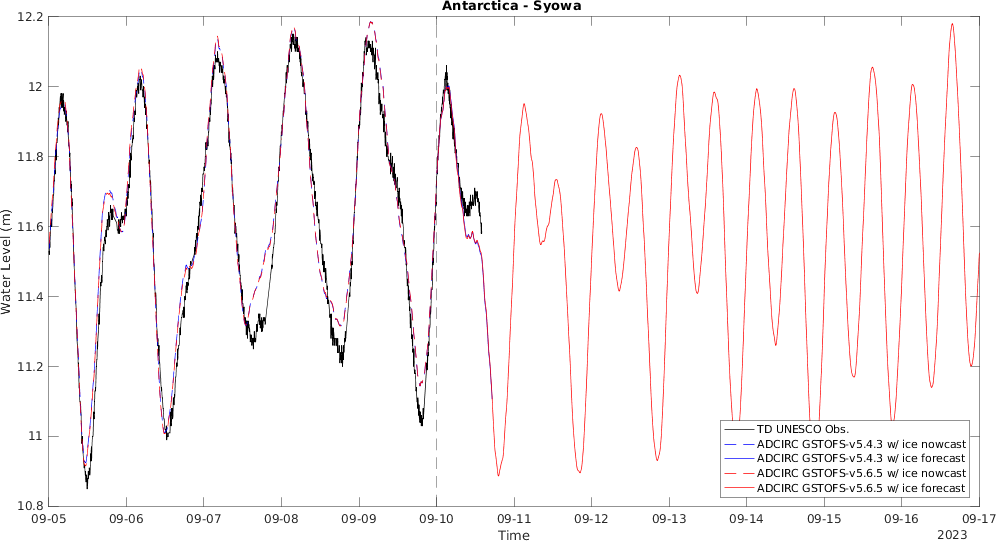 Antarctica - Syowa
Water Level (m)
12.2
12
11.8
11.6
11.4
11.2
11
10.8
TD UNESCO Obs.
ADCIRC GSTOFS-v5.4.3 w/ ice nowcast
ADCIRC GSTOFS-v5.4.3 w/ ice forecast
ADCIRC GSTOFS-v5.6.5 w/ ice nowcast
ADCIRC GSTOFS-v5.6.5 w/ ice forecast
09-05 09-06 09-07 09-08 09-09 09-10 09-11 09-12 09-13 09-14 09-15 09-16 09-17
Time
2023